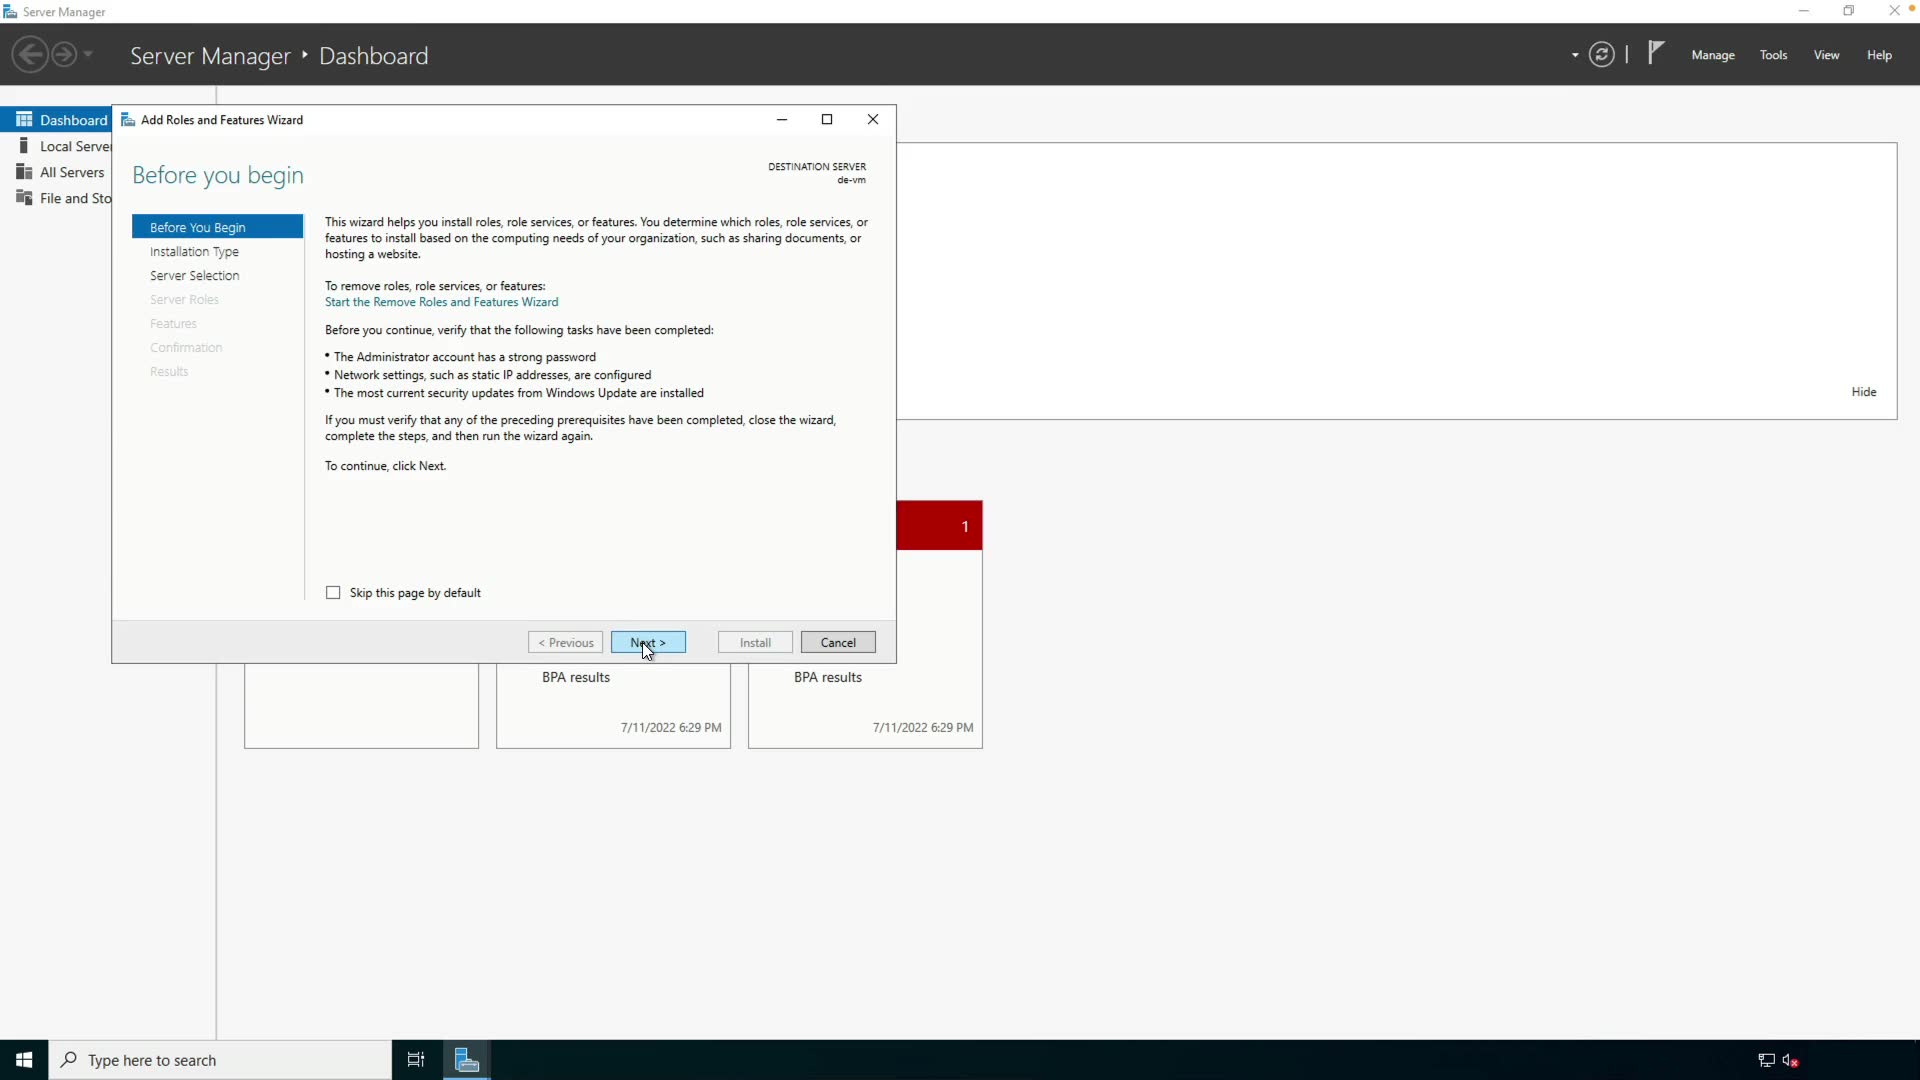 Server Manager
Server Manager ‣ Dashboard
Manage
Tools
View
Help
Dashboard
Local Server
All Servers
File and Sto
Add Roles and Features Wizard
Before you begin
DESTINATION SERVER
de-vm
Before You Begin
Installation Type
Server Selection
Server Roles
Features
Confirmation
Results
This wizard helps you install roles, role services, or features. You determine which roles, role services, or
features to install based on the computing needs of your organization, such as sharing documents, or
hosting a website.
To remove roles, role services, or features:
Start the Remove Roles and Features Wizard
Before you continue, verify that the following tasks have been completed:
• The Administrator account has a strong password
• Network settings, such as static IP addresses, are configured
• The most current security updates from Windows Update are installed
If you must verify that any of the preceding prerequisites have been completed, close the wizard,
complete the steps, and then run the wizard again.
To continue, click Next.
Skip this page by default
< Previous
Next >
Install
Cancel
Hide
1
BPA results
7/11/2022 6:29 PM
BPA results
7/11/2022 6:29 PM
Type here to search